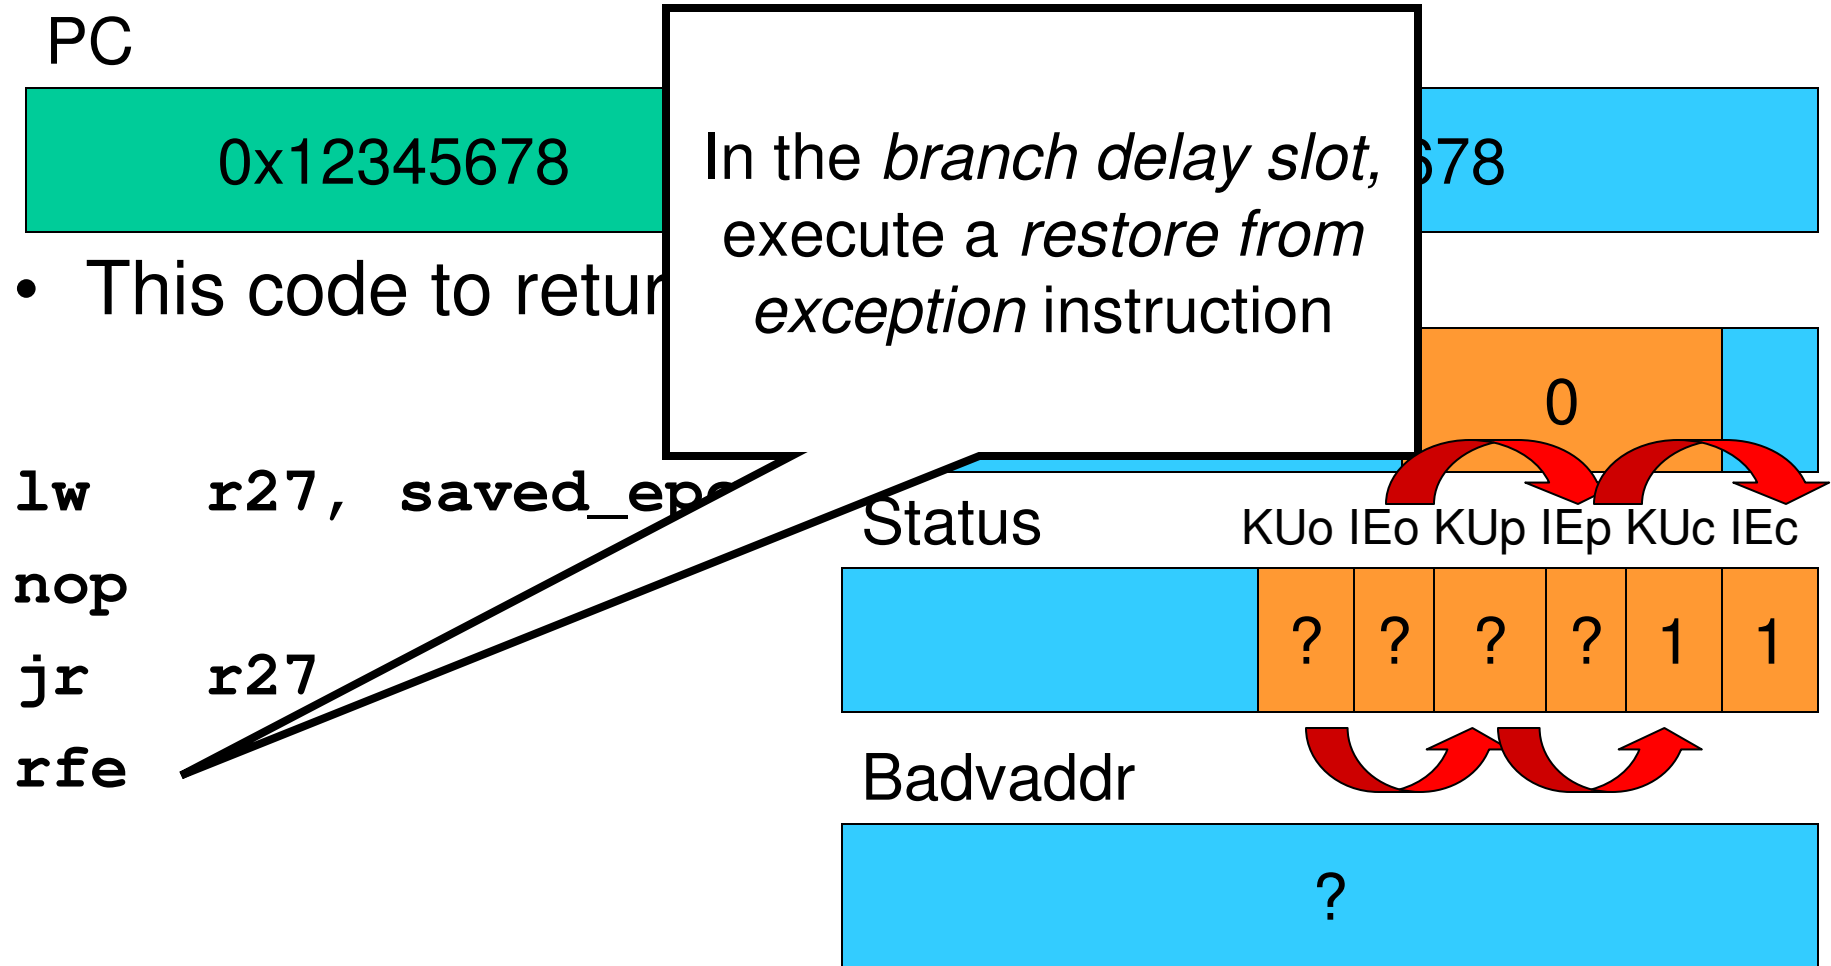 PC
0x12345678
678
In the branch delay slot,
execute a restore from
exception instruction
• This code to retur
0
lw r27, saved_epc
nop
jr r27
rfe
Status
KUo IEo KUp IEp KUc IEc
? ? ? ? 1 1
Badvaddr
?